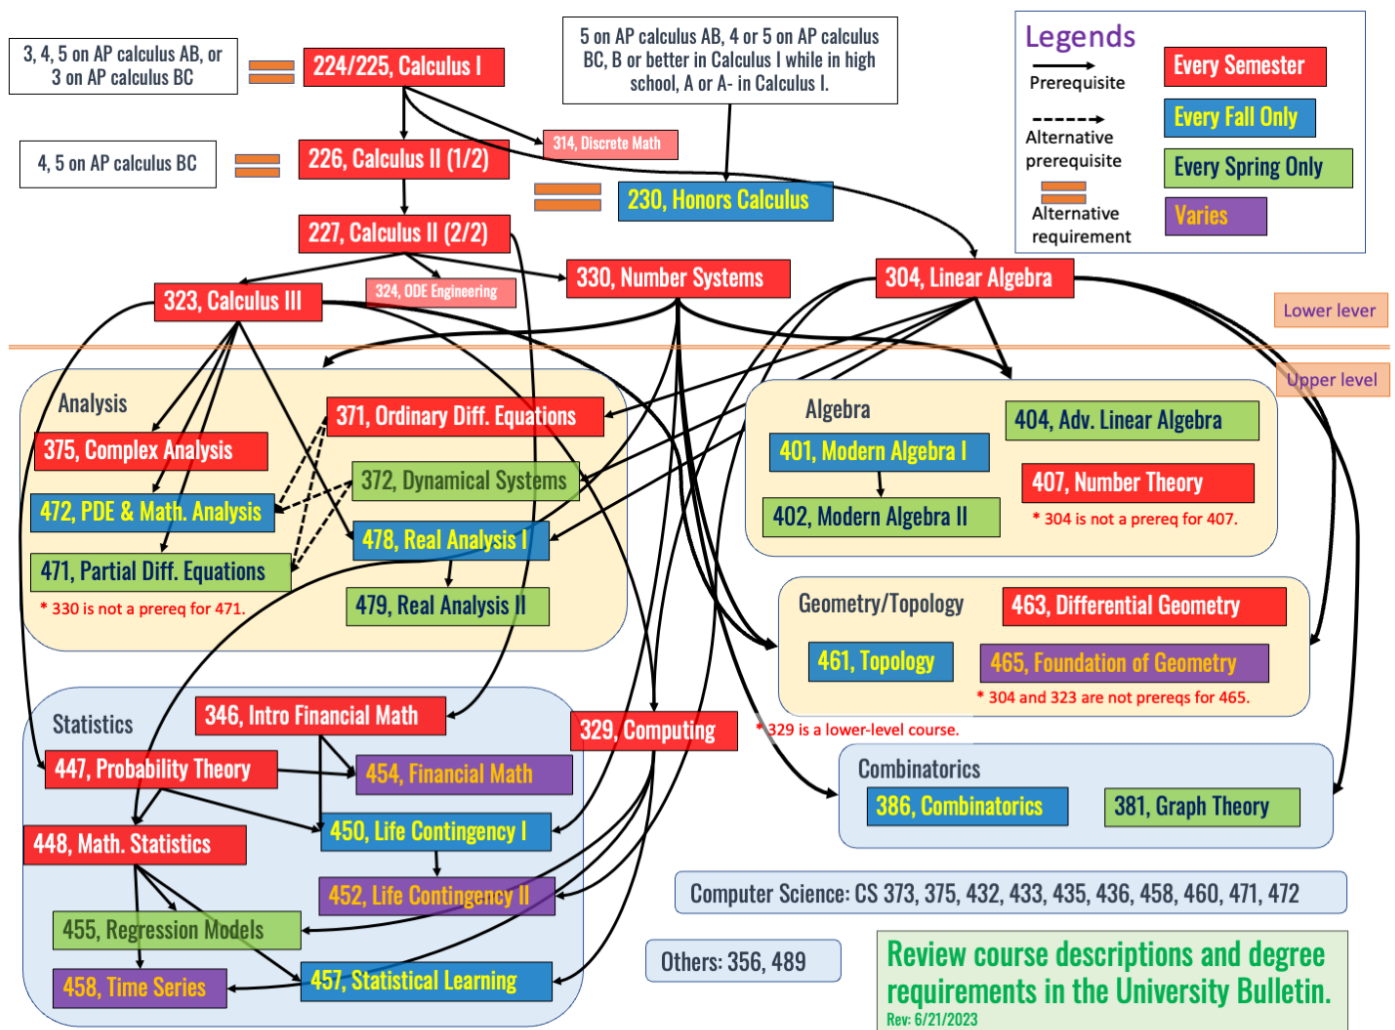 3, 4, 5 on AP calculus AB, or
3 on AP calculus BC
224/225, Calculus I
5 on AP calculus AB, 4 or 5 on AP calculus
BC, B or better in Calculus I while in high
school, A or A- in Calculus I.
Legends
Prerequisite
Alternative
prerequisite
Alternative
requirement
Every Semester
Every Fall Only
Every Spring Only
Varies
314, Discrete Math
4, 5 on AP calculus BC
226, Calculus II (1/2)
230, Honors Calculus
227, Calculus II (2/2)
324, ODE Engineering
330, Number Systems
304, Linear Algebra
323, Calculus III
Lower lever
Upper level
Analysis
371, Ordinary Diff. Equations
375, Complex Analysis
372, Dynamical Systems
472, PDE & Math. Analysis
478, Real Analysis I
471, Partial Diff. Equations
479, Real Analysis II
* 330 is not a prereq for 471.
Algebra
404, Adv. Linear Algebra
401, Modern Algebra I
407, Number Theory
402, Modern Algebra II
* 304 is not a prereq for 407.
Geometry/Topology
463, Differential Geometry
461, Topology
465, Foundation of Geometry
* 304 and 323 are not prereqs for 465.
Statistics
346, Intro Financial Math
329, Computing
* 329 is a lower-level course.
447, Probability Theory
454, Financial Math
448, Math. Statistics
450, Life Contingency I
452, Life Contingency II
455, Regression Models
458, Time Series
457, Statistical Learning
Combinatorics
386, Combinatorics
381, Graph Theory
Computer Science: CS 373, 375, 432, 433, 435, 436, 458, 460, 471, 472
Others: 356, 489
Review course descriptions and degree
requirements in the University Bulletin.
Rev: 6/21/2023